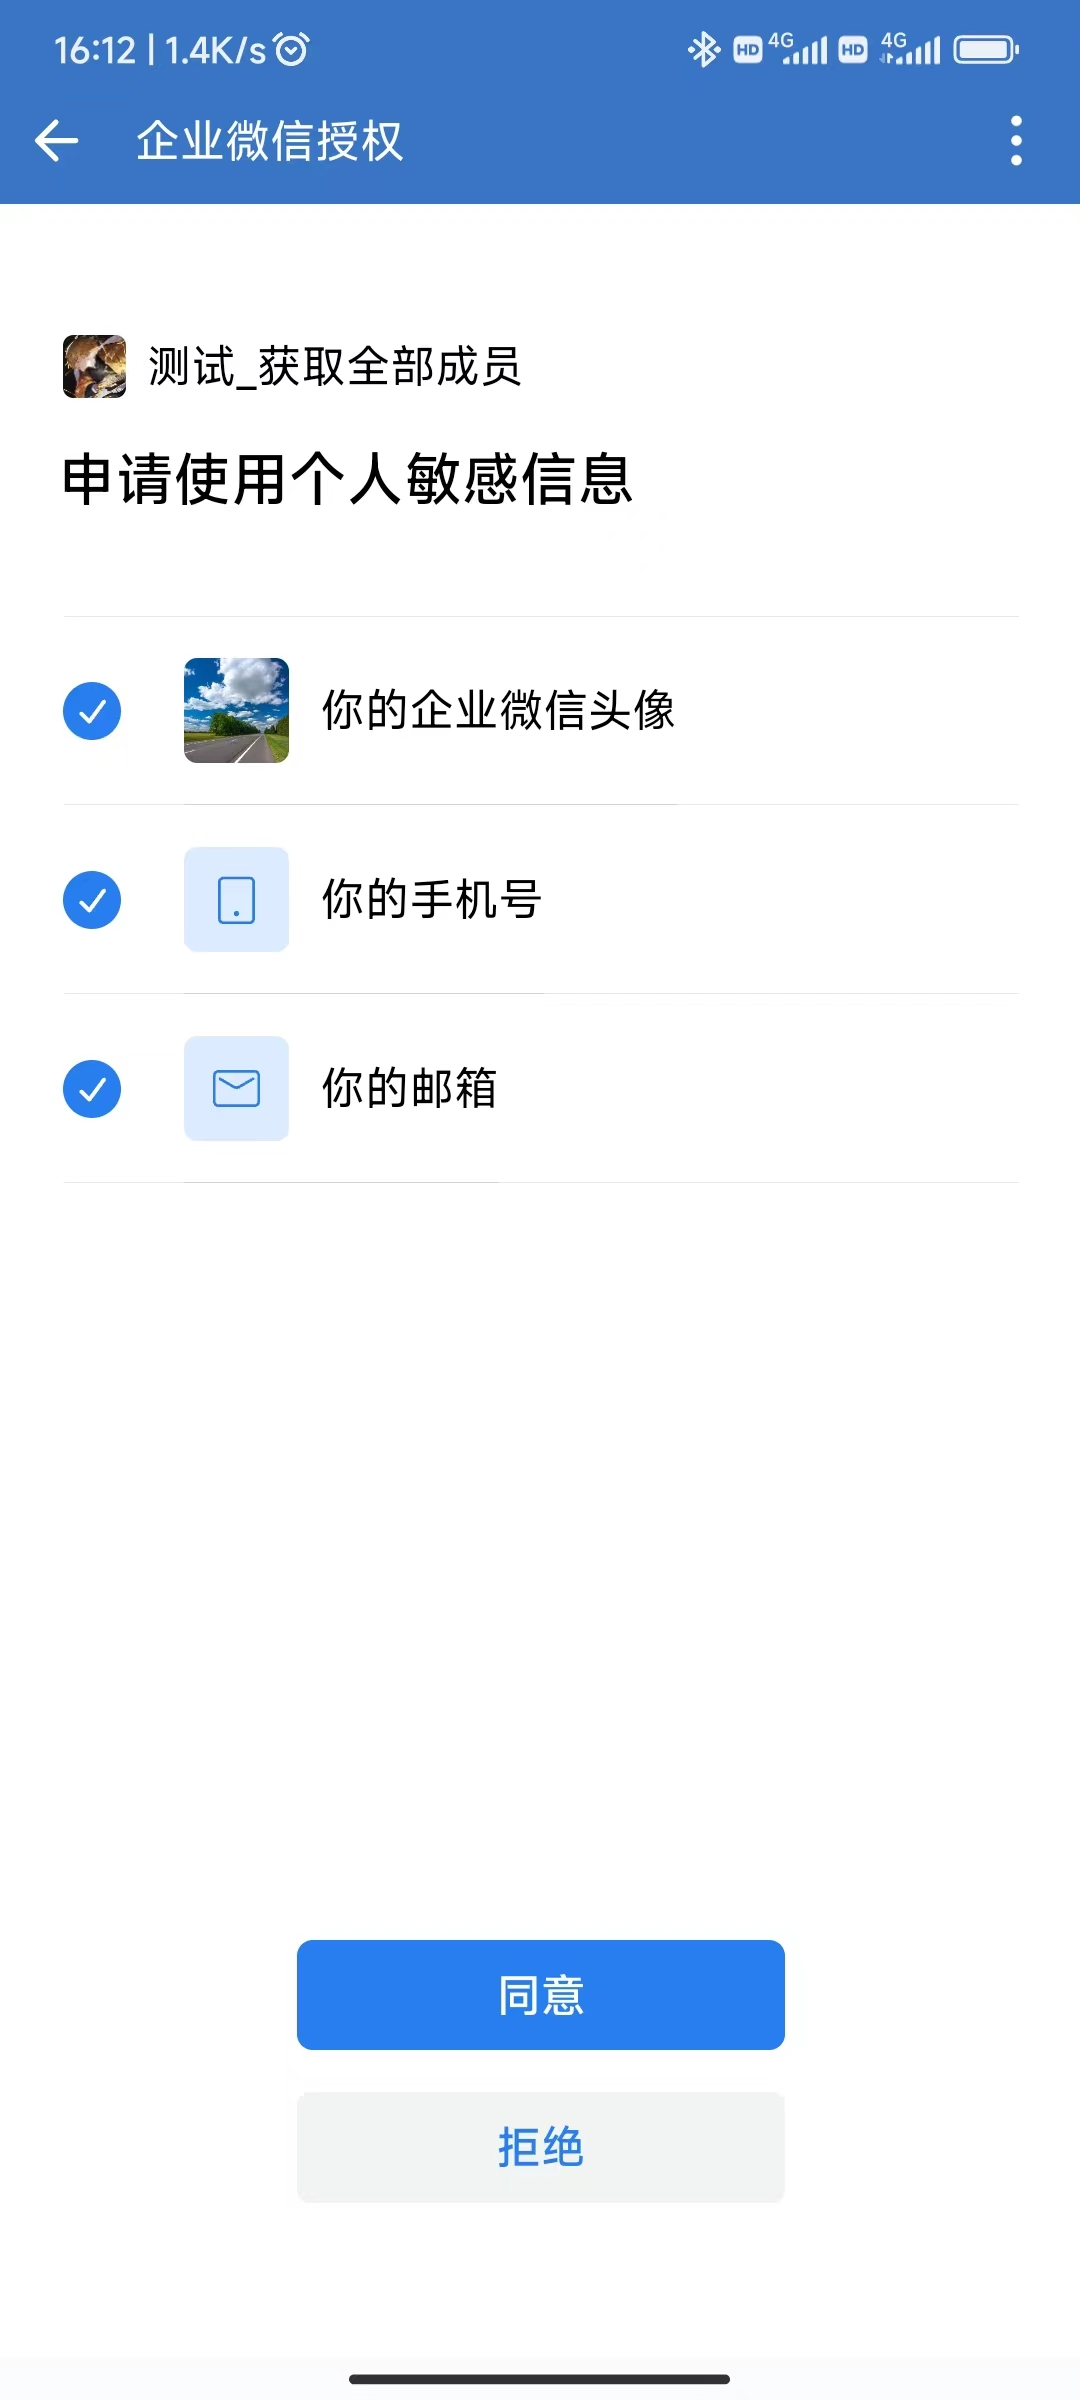 16:12 | 1.4K/s
HD 4G HD 4G
企业微信授权
测试_获取全部成员
申请使用个人敏感信息
你的企业微信头像
你的手机号
你的邮箱
同意
拒绝